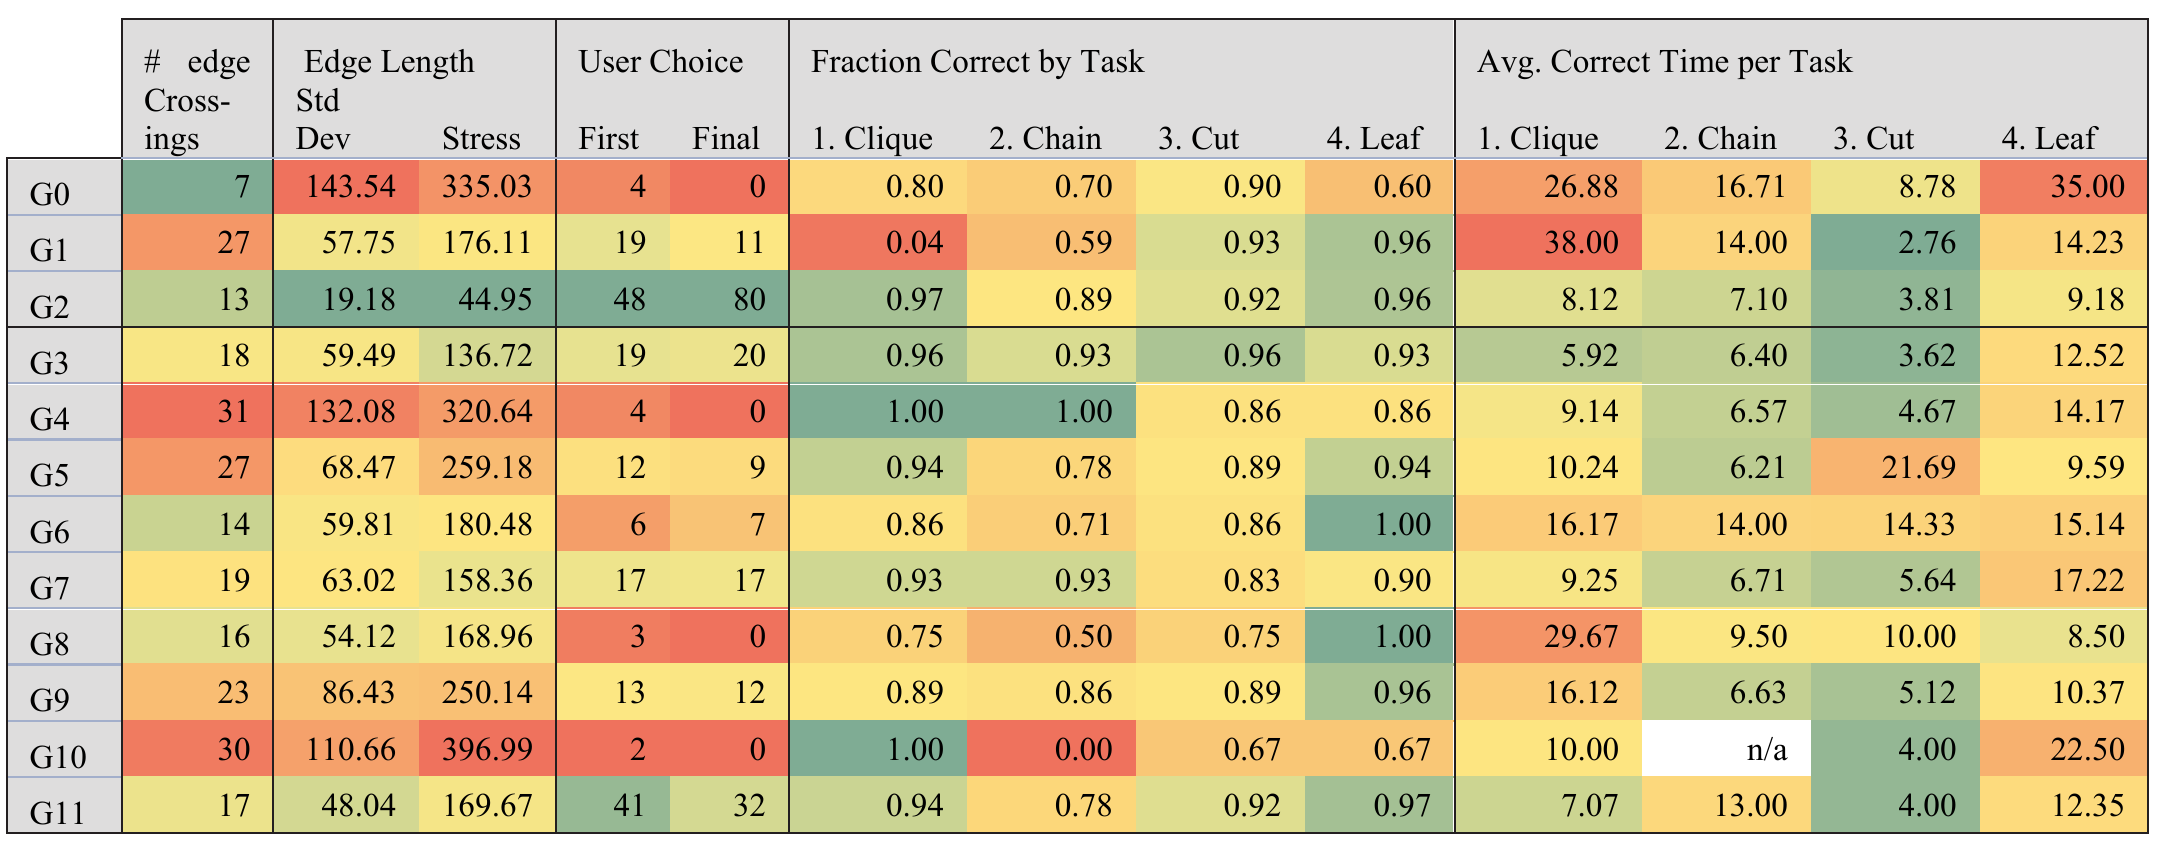 # edge Edge Length User Choice Fraction Correct by Task Avg. Correct Time per Task
Cross- Std
ings Dev Stress First Final 1. Clique 2. Chain 3. Cut 4. Leaf 1. Clique 2. Chain 3. Cut 4. Leaf
G0 7 143.54 335.03 4 0 0.80 0.70 0.90 0.60 26.88 16.71 8.78 35.00
G1 27 57.75 176.11 19 11 0.04 0.59 0.93 0.96 38.00 14.00 2.76 14.23
G2 13 19.18 44.95 48 80 0.97 0.89 0.92 0.96 8.12 7.10 3.81 9.18
G3 18 59.49 136.72 19 20 0.96 0.93 0.96 0.93 5.92 6.40 3.62 12.52
G4 31 132.08 320.64 4 0 1.00 1.00 0.86 0.86 9.14 6.57 4.67 14.17
G5 27 68.47 259.18 12 9 0.94 0.78 0.89 0.94 10.24 6.21 21.69 9.59
G6 14 59.81 180.48 6 7 0.86 0.71 0.86 1.00 16.17 14.00 14.33 15.14
G7 19 63.02 158.36 17 17 0.93 0.93 0.83 0.90 9.25 6.71 5.64 17.22
G8 16 54.12 168.96 3 0 0.75 0.50 0.75 1.00 29.67 9.50 10.00 8.50
G9 23 86.43 250.14 13 12 0.89 0.86 0.89 0.96 16.12 6.63 5.12 10.37
G10 30 110.66 396.99 2 0 1.00 0.00 0.67 0.67 10.00 n/a 4.00 22.50
G11 17 48.04 169.67 41 32 0.94 0.78 0.92 0.97 7.07 13.00 4.00 12.35